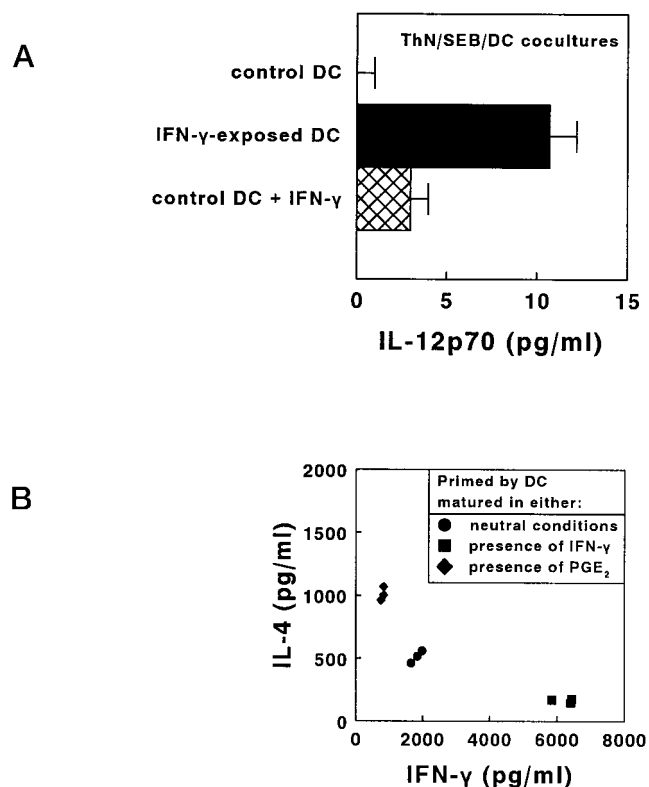 A
ThN/SEB/DC cocultures
control DC
IFN-γ-exposed DC
control DC + IFN-γ
0 5 10 15
IL-12p70 (pg/ml)
B
2000
1500
1000
500
0
IL-4 (pg/ml)
Primed by DC
matured in either:
neutral conditions
presence of IFN-γ
presence of PGE₂
0 2000 4000 6000 8000
IFN-γ (pg/ml)